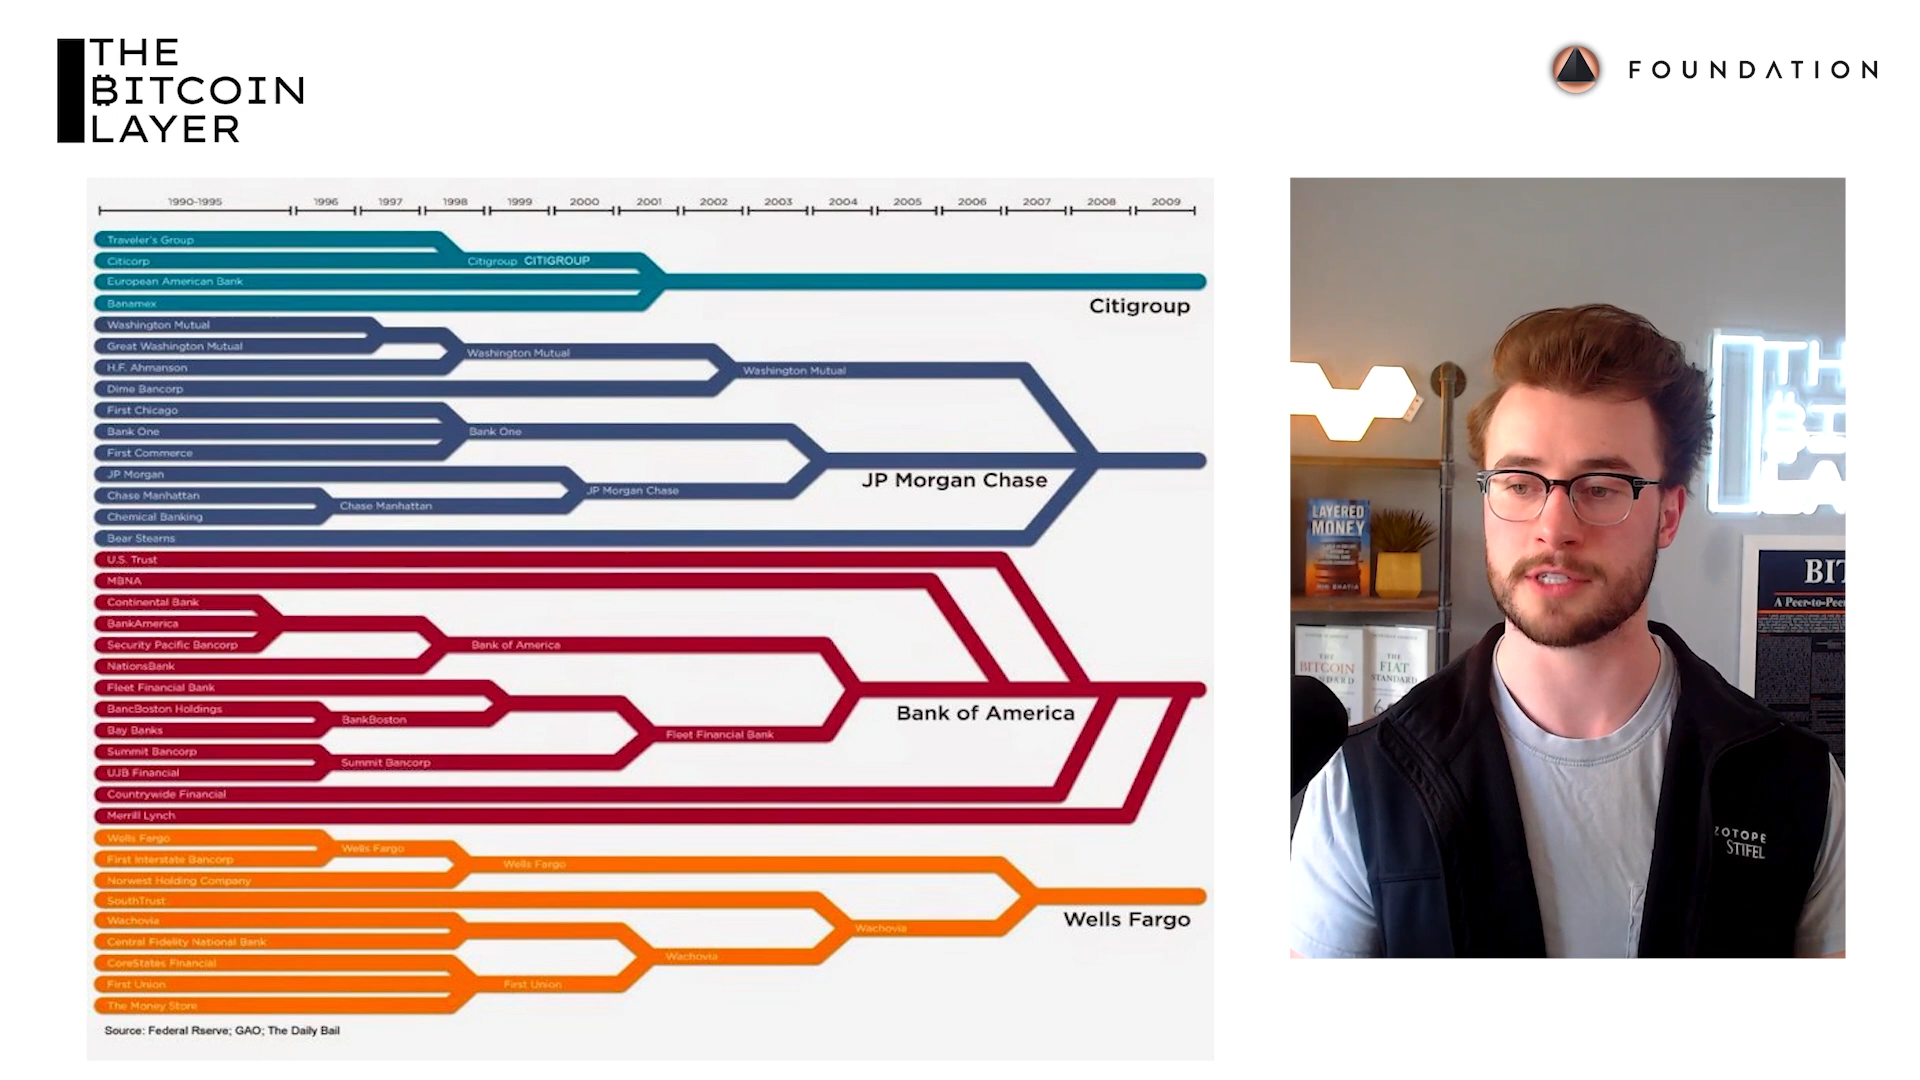 THE
₿ITCOIN
LAYER
FOUNDATION
1990-1995 1996 1997 1998 1999 2000 2001 2002 2003 2004 2005 2006 2007 2008 2009
Traveler's Group
Citicorp
Citigroup CITIGROUP
European American Bank
Banamex
Citigroup
Washington Mutual
Great Washington Mutual
Washington Mutual
H.F. Ahmanson
Washington Mutual
Dime Bancorp
First Chicago
Bank One
Bank One
First Commerce
JP Morgan
JP Morgan Chase
Chase Manhattan
JP Morgan Chase
Chase Manhattan
Chemical Banking
Bear Stearns
U.S. Trust
MBNA
Continental Bank
BankAmerica
Security Pacific Bancorp
Bank of America
NationsBank
Fleet Financial Bank
BancBoston Holdings
BankBoston
Bank of America
Bay Banks
Fleet Financial Bank
Summit Bancorp
Summit Bancorp
UJB Financial
Countrywide Financial
Merrill Lynch
Wells Fargo
Wells Fargo
First Interstate Bancorp
Wells Fargo
Norwest Holding Company
SouthTrust
Wachovia
Wachovia
Wells Fargo
Central Fidelity National Bank
Wachovia
CoreStates Financial
First Union
First Union
The Money Store
Source: Federal Rserve; GAO; The Daily Bail
LAYERED
MONEY
NIK BHATIA
THE
BITCOIN
THE
FIAT
STANDARD
BIT
A Peer-to-Pee
ZOTOPE
STIFEL